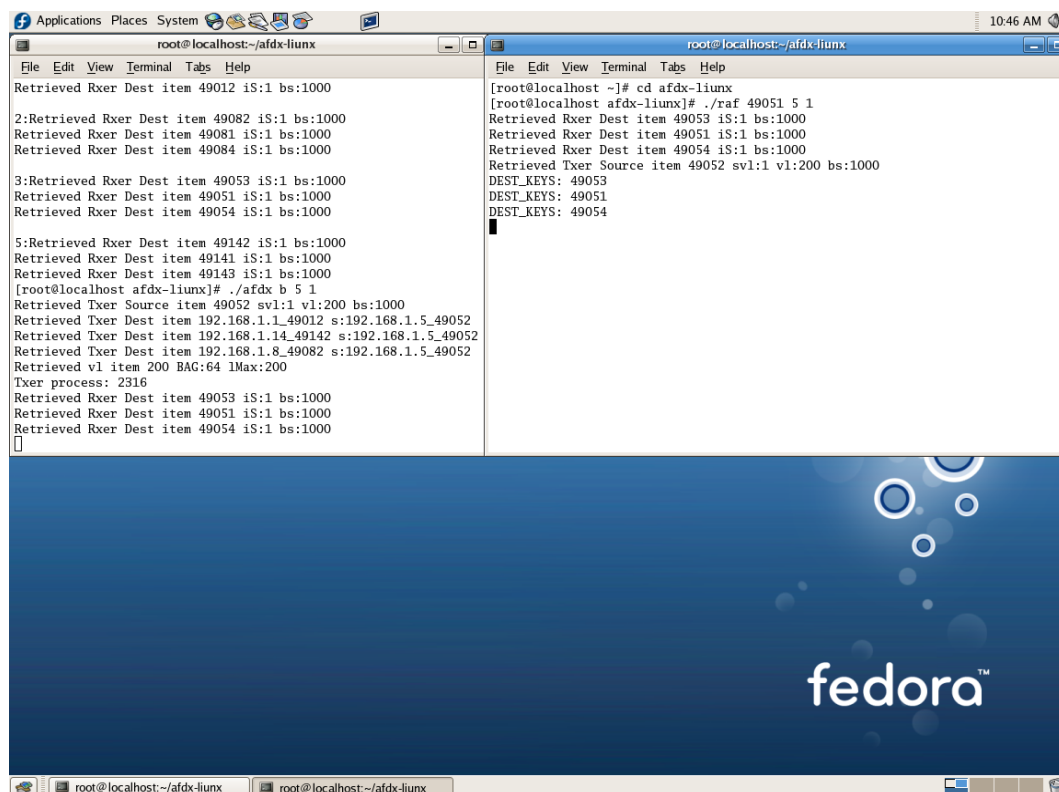 Applications Places System
10:46 AM
root@localhost:~/afdx-liunx
File Edit View Terminal Tabs Help
Retrieved Rxer Dest item 49012 iS:1 bs:1000
2:Retrieved Rxer Dest item 49082 iS:1 bs:1000
Retrieved Rxer Dest item 49081 iS:1 bs:1000
Retrieved Rxer Dest item 49084 iS:1 bs:1000
3:Retrieved Rxer Dest item 49053 iS:1 bs:1000
Retrieved Rxer Dest item 49051 iS:1 bs:1000
Retrieved Rxer Dest item 49054 iS:1 bs:1000
5:Retrieved Rxer Dest item 49142 iS:1 bs:1000
Retrieved Rxer Dest item 49141 iS:1 bs:1000
Retrieved Rxer Dest item 49143 iS:1 bs:1000
[root@localhost afdx-liunx]# ./afdx b 5 1
Retrieved Txer Source item 49052 svl:1 vl:200 bs:1000
Retrieved Txer Dest item 192.168.1.1_49012 s:192.168.1.5_49052
Retrieved Txer Dest item 192.168.1.14_49142 s:192.168.1.5_49052
Retrieved Txer Dest item 192.168.1.8_49082 s:192.168.1.5_49052
Retrieved vl item 200 BAG:64 lMax:200
Txer process: 2316
Retrieved Rxer Dest item 49053 iS:1 bs:1000
Retrieved Rxer Dest item 49051 iS:1 bs:1000
Retrieved Rxer Dest item 49054 iS:1 bs:1000
root@localhost:~/afdx-liunx
File Edit View Terminal Tabs Help
[root@localhost ~]# cd afdx-liunx
[root@localhost afdx-liunx]# ./raf 49051 5 1
Retrieved Rxer Dest item 49053 iS:1 bs:1000
Retrieved Rxer Dest item 49051 iS:1 bs:1000
Retrieved Rxer Dest item 49054 iS:1 bs:1000
Retrieved Txer Source item 49052 svl:1 vl:200 bs:1000
DEST_KEYS: 49053
DEST_KEYS: 49051
DEST_KEYS: 49054
fedora™
root@localhost:~/afdx-liunx
root@localhost:~/afdx-liunx